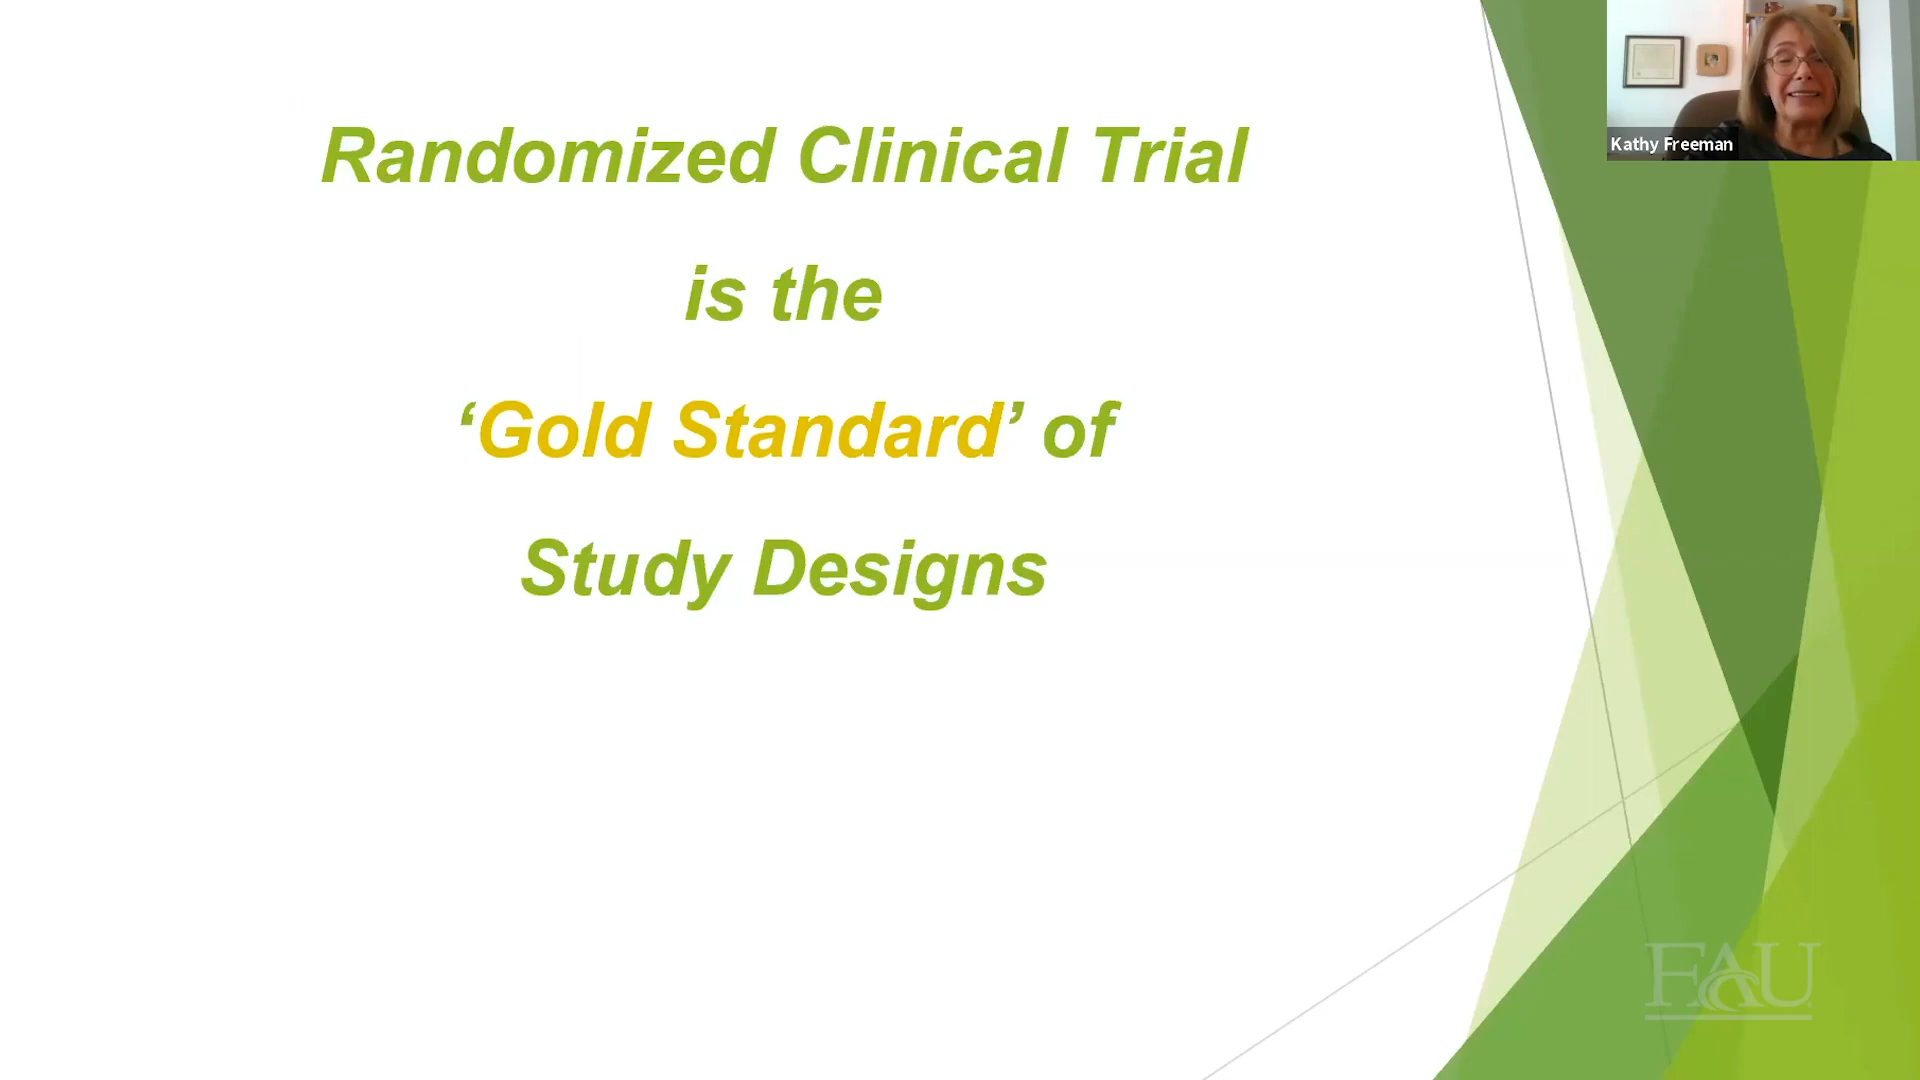 Randomized Clinical Trial
is the
‘Gold Standard’ of
Study Designs
Kathy Freeman
FAU